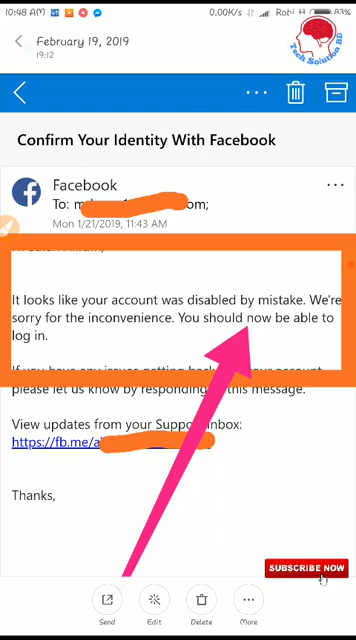 10:48 AM
0.00K/s
83%
February 19, 2019
19:12
Tech Solution BD
Confirm Your Identity With Facebook
Facebook
To: om;
Mon 1/21/2019, 11:43 AM
It looks like your account was disabled by mistake. We're
sorry for the inconvenience. You should now be able to
log in.
If you have any issues getting back your account,
please let us know by responding this message.
View updates from your Support Inbox:
https://fb.me/a
Thanks,
SUBSCRIBE NOW
Send Edit Delete More